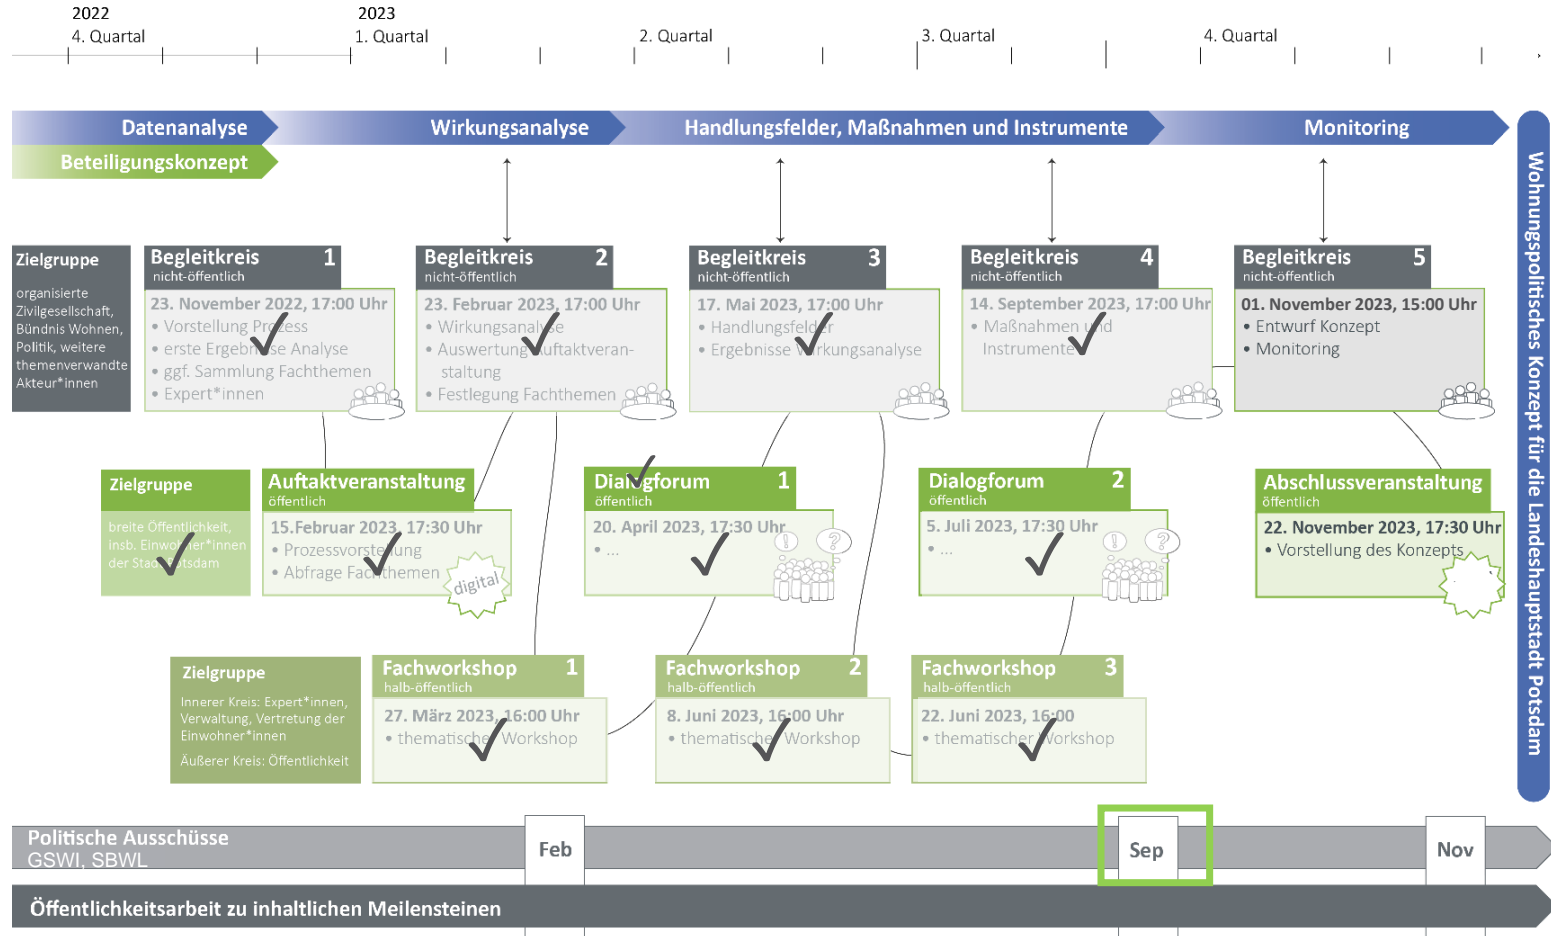 2022
4. Quartal
2023
1. Quartal
2. Quartal
3. Quartal
4. Quartal
Datenanalyse
Wirkungsanalyse
Handlungsfelder, Maßnahmen und Instrumente
Monitoring
Beteiligungskonzept
Wohnungspolitisches Konzept für die Landeshauptstadt Potsdam
Zielgruppe
organisierte
Zivilgesellschaft,
Bündnis Wohnen,
Politik, weitere
themenverwandte
Akteur*innen
Begleitkreis 1
nicht-öffentlich
23. November 2022, 17:00 Uhr
• Vorstellung Prozess
• erste Ergebnisse Analyse
• ggf. Sammlung Fachthemen
• Expert*innen
Begleitkreis 2
nicht-öffentlich
23. Februar 2023, 17:00 Uhr
• Wirkungsanalyse
• Auswertung Auftaktveran-
staltung
• Festlegung Fachthemen
Begleitkreis 3
nicht-öffentlich
17. Mai 2023, 17:00 Uhr
• Handlungsfelder
• Ergebnisse Wirkungsanalyse
Begleitkreis 4
nicht-öffentlich
14. September 2023, 17:00 Uhr
• Maßnahmen und
Instrumente
Begleitkreis 5
nicht-öffentlich
01. November 2023, 15:00 Uhr
• Entwurf Konzept
• Monitoring
Zielgruppe
breite Öffentlichkeit,
insb. Einwohner*innen
der Stadt Potsdam
Auftaktveranstaltung
öffentlich
15.Februar 2023, 17:30 Uhr
• Prozessvorstellung
• Abfrage Fachthemen
digital
Dialogforum 1
öffentlich
20. April 2023, 17:30 Uhr
• ...
! ?
Dialogforum 2
öffentlich
5. Juli 2023, 17:30 Uhr
• ...
! ?
Abschlussveranstaltung
öffentlich
22. November 2023, 17:30 Uhr
• Vorstellung des Konzepts
Zielgruppe
Innerer Kreis: Expert*innen,
Verwaltung, Vertretung der
Einwohner*innen
Äußerer Kreis: Öffentlichkeit
Fachworkshop 1
halb-öffentlich
27. März 2023, 16:00 Uhr
• thematischer Workshop
Fachworkshop 2
halb-öffentlich
8. Juni 2023, 16:00 Uhr
• thematischer Workshop
Fachworkshop 3
halb-öffentlich
22. Juni 2023, 16:00
• thematischer Workshop
Politische Ausschüsse
GSWI, SBWL
Feb
Sep
Nov
Öffentlichkeitsarbeit zu inhaltlichen Meilensteinen